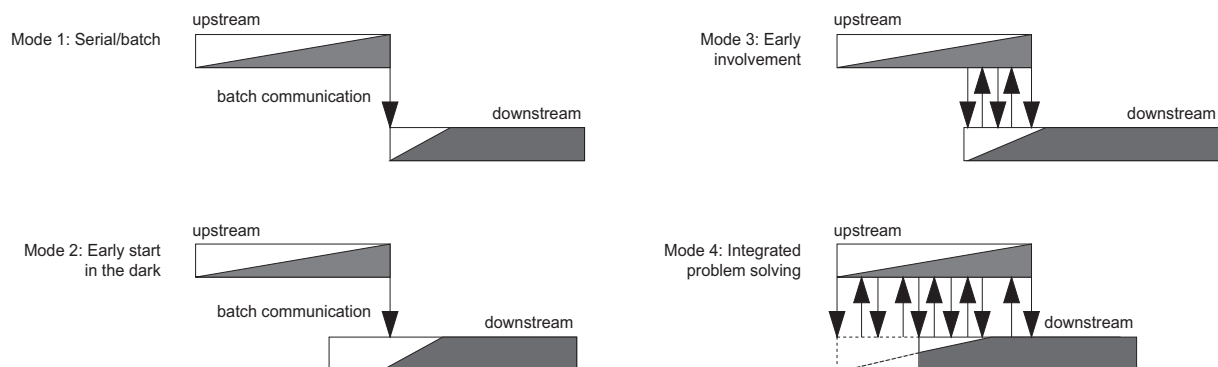 upstream
Mode 1: Serial/batch
batch communication
downstream
upstream
Mode 3: Early
involvement
downstream
upstream
Mode 2: Early start
in the dark
batch communication
downstream
upstream
Mode 4: Integrated
problem solving
downstream